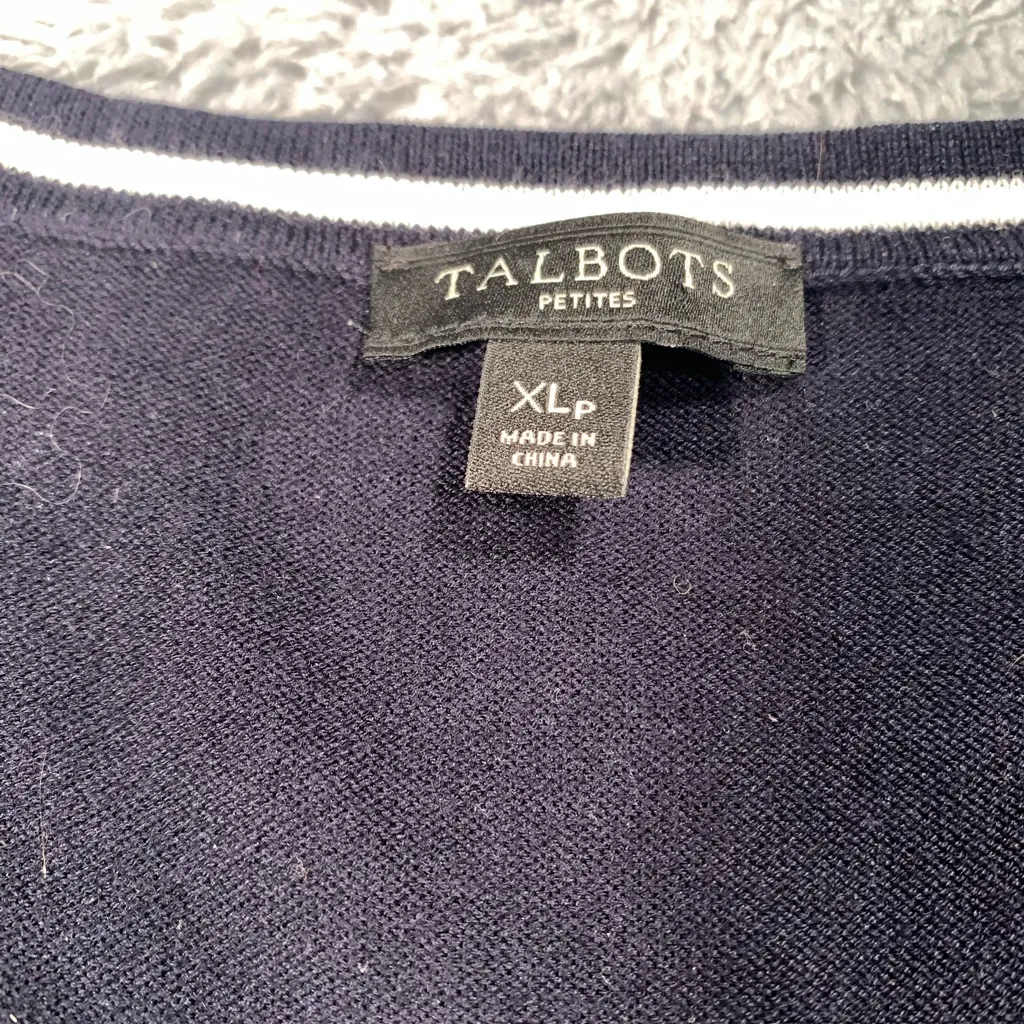 TALBOTS
PETITES
XLP
MADE IN
CHINA